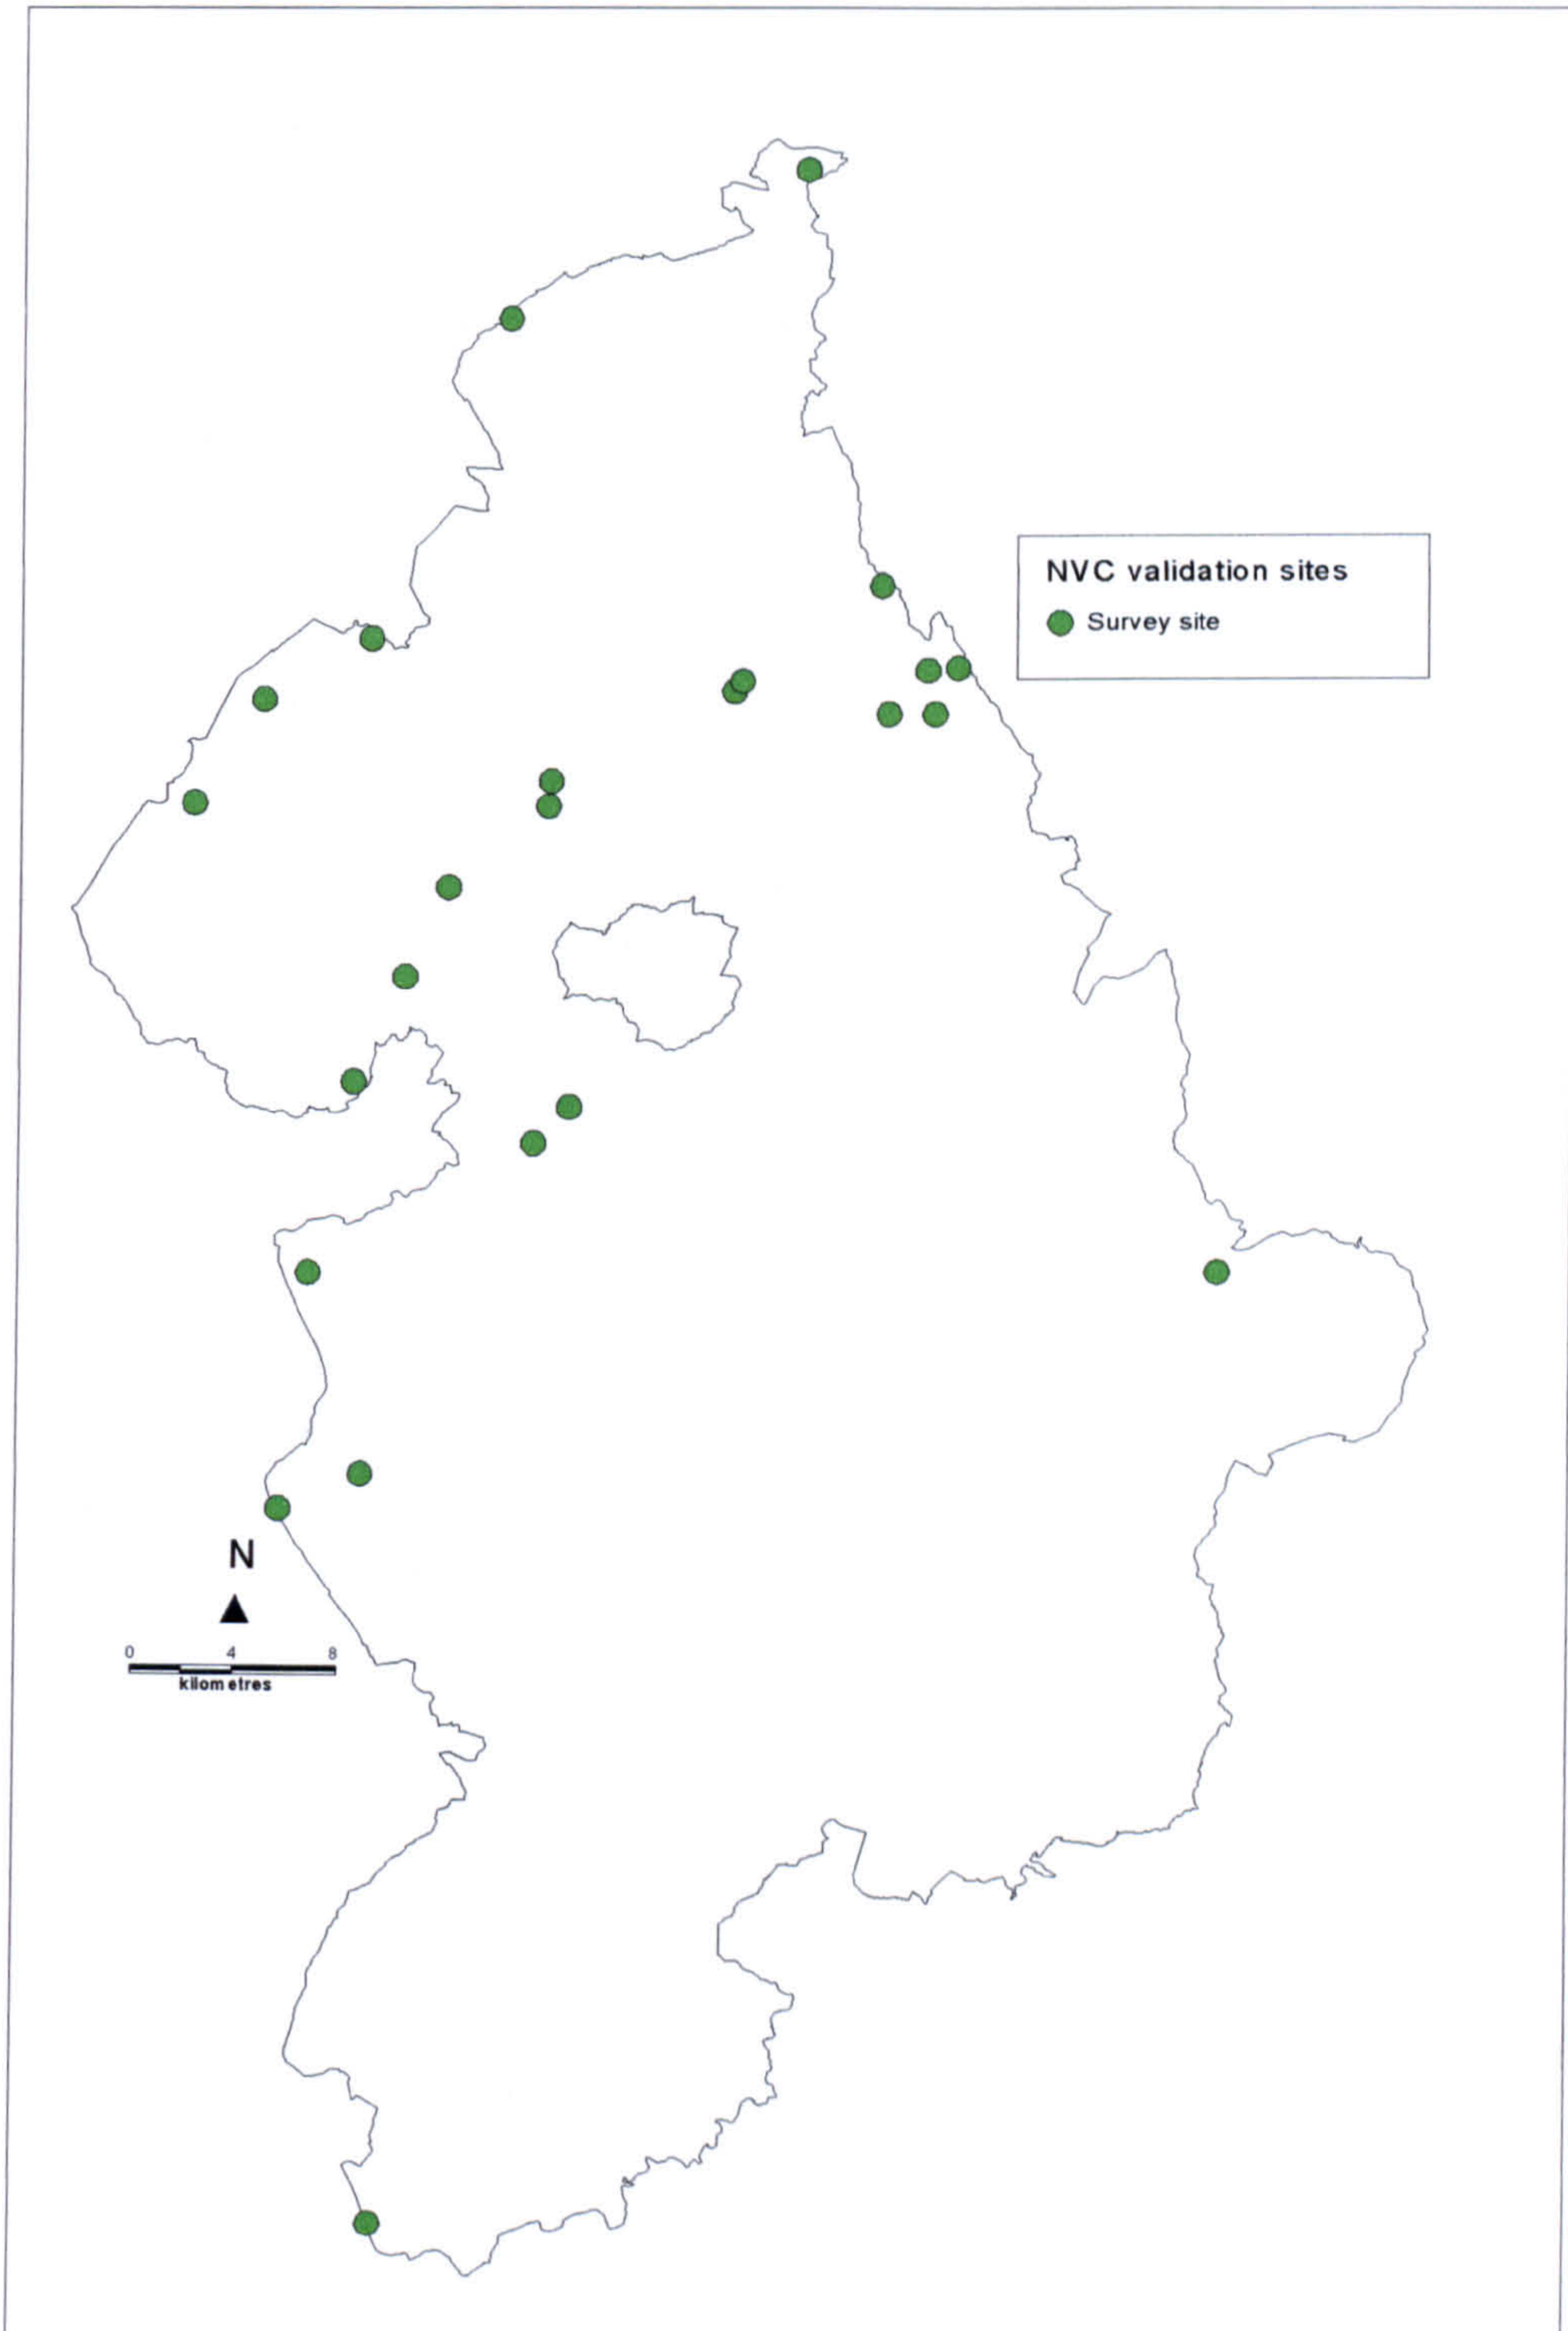 NVC validation sites
Survey site
N
0 4 8
kilometres